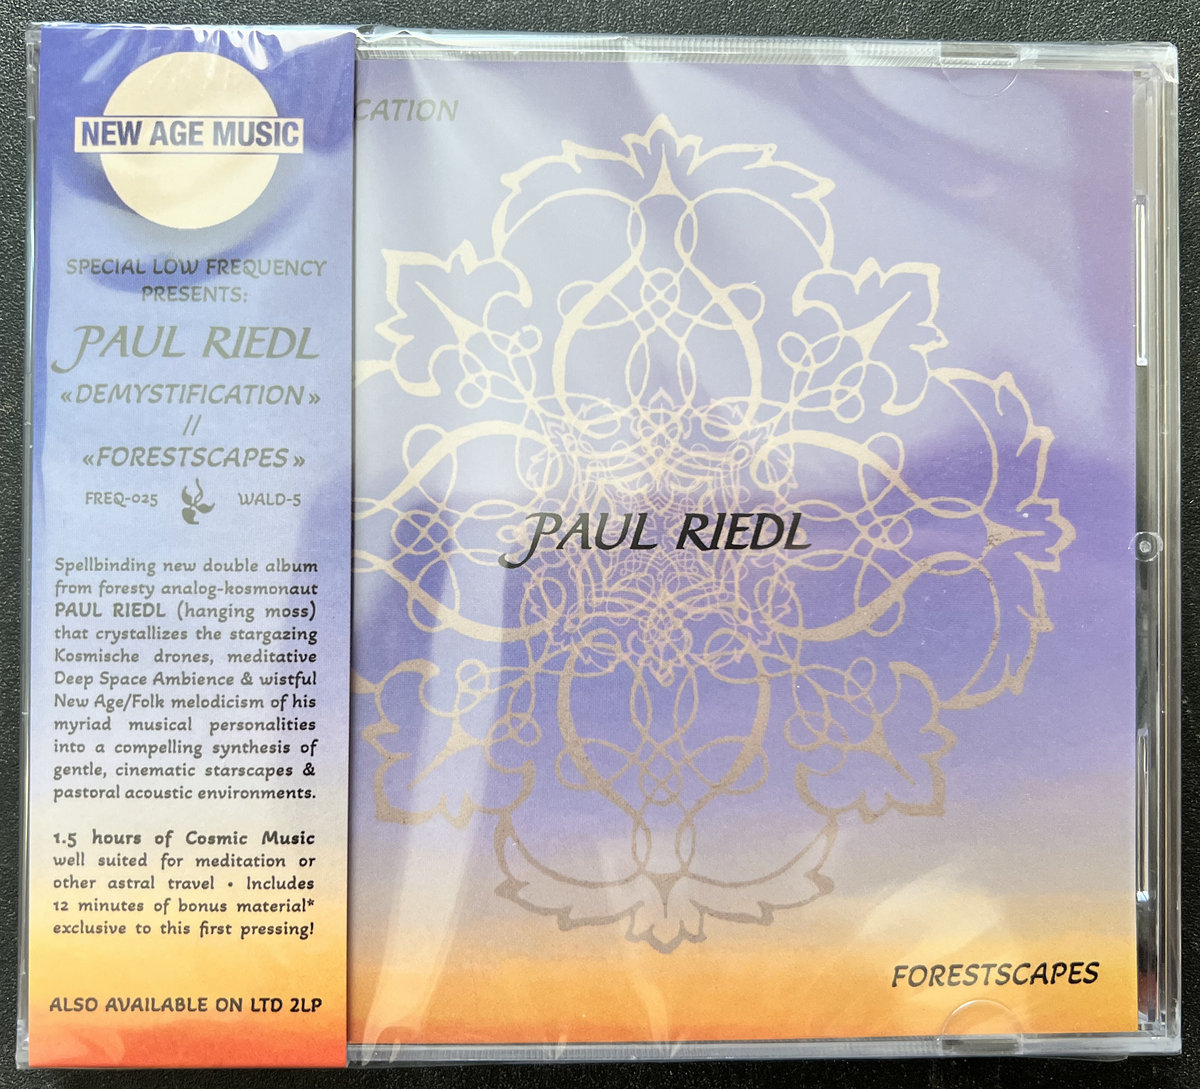 NEW AGE MUSIC
SPECIAL LOW FREQUENCY
PRESENTS:
PAUL RIEDL
«DEMYSTIFICATION»
//
«FORESTSCAPES»
FREQ-025 WALD-5
Spellbinding new double album
from foresty analog-kosmonaut
PAUL RIEDL (hanging moss)
that crystallizes the stargazing
Kosmische drones, meditative
Deep Space Ambience & wistful
New Age/Folk melodicism of his
myriad musical personalities
into a compelling synthesis of
gentle, cinematic starscapes &
pastoral acoustic environments.
1.5 hours of Cosmic Music
well suited for meditation or
other astral travel • Includes
12 minutes of bonus material*
exclusive to this first pressing!
ALSO AVAILABLE ON LTD 2LP
CATION
PAUL RIEDL
FORESTSCAPES